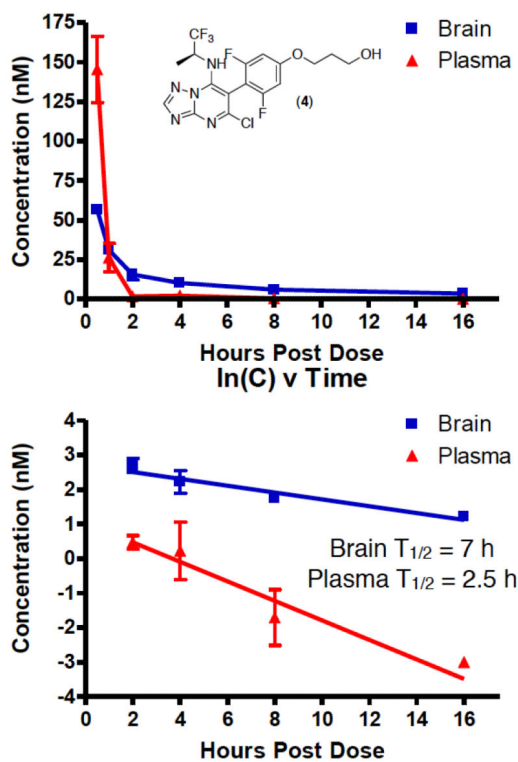 175
150
125
100
75
50
25
0
Concentration (nM)
Brain
Plasma
CF3
NH
F
O
OH
N
N
N
N
Cl
F
(4)
0 2 4 6 8 10 12 14 16
Hours Post Dose
ln(C) v Time
4
3
2
1
0
-1
-2
-3
-4
Concentration (nM)
Brain
Plasma
Brain T1/2 = 7 h
Plasma T1/2 = 2.5 h
0 2 4 6 8 10 12 14 16
Hours Post Dose